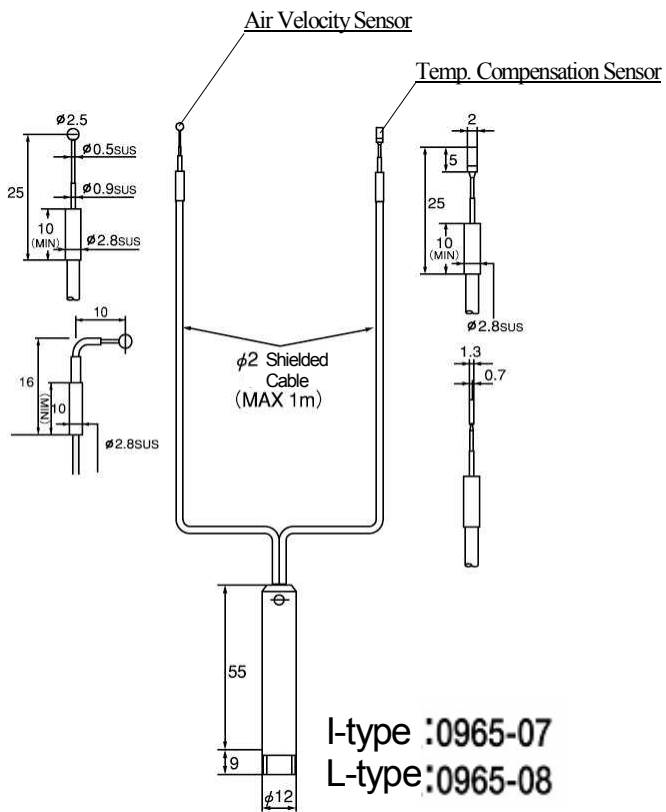 Air Velocity Sensor
Temp. Compensation Sensor
ø2.5
ø0.5SUS
ø0.9SUS
25
10
(MIN)
ø2.8SUS
2
5
25
10
(MIN)
ø2.8SUS
10
16
(MIN)
10
ø2.8SUS
ø2 Shielded
Cable
(MAX 1m)
1.3
0.7
55
9
ø12
I-type :0965-07
L-type:0965-08